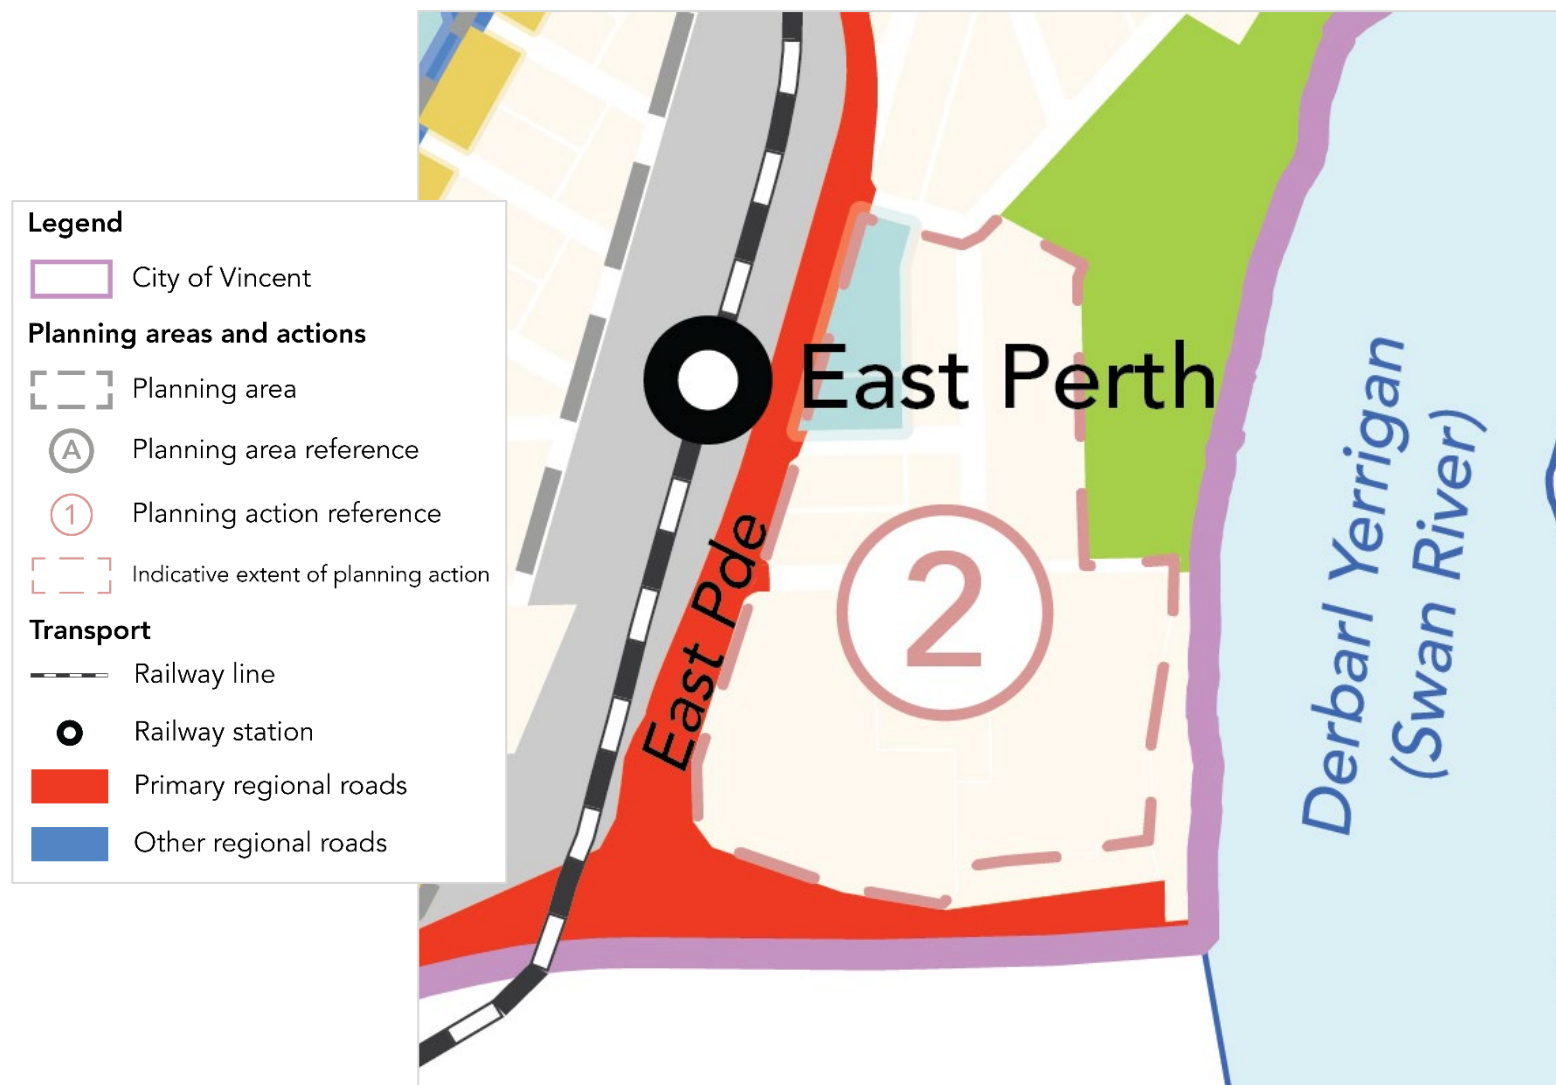 Legend
City of Vincent
Planning areas and actions
Planning area
A
Planning area reference
1
Planning action reference
Indicative extent of planning action
Transport
Railway line
Railway station
Primary regional roads
Other regional roads
East Perth
2
East Pde
Derbarl Yerrigan
(Swan River)